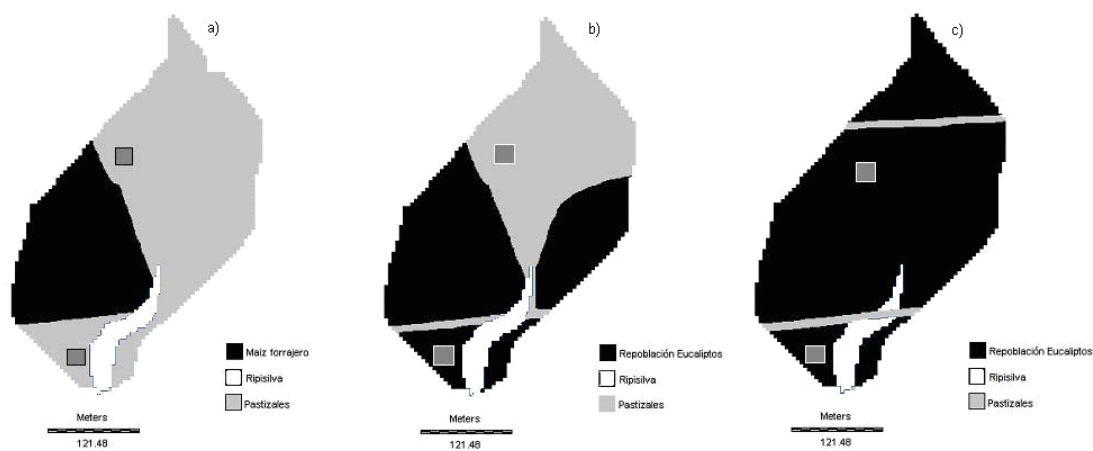 a)
Maiz forrajero
Ripisilva
Pastizales
Meters
121.48
b)
Repoblación Eucaliptos
Ripisilva
Pastizales
Meters
121.48
c)
Repoblación Eucaliptos
Ripisilva
Pastizales
Meters
121.48